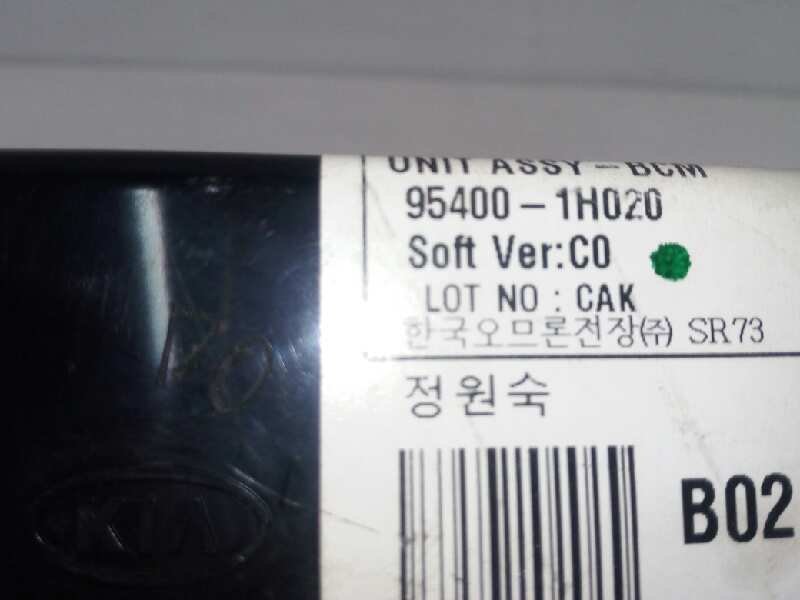 UNIT ASSY-BCM
95400-1H020
Soft Ver:C0
LOT NO : CAK
한국오므론전장㈜ SR73
정원숙
B02
KIA